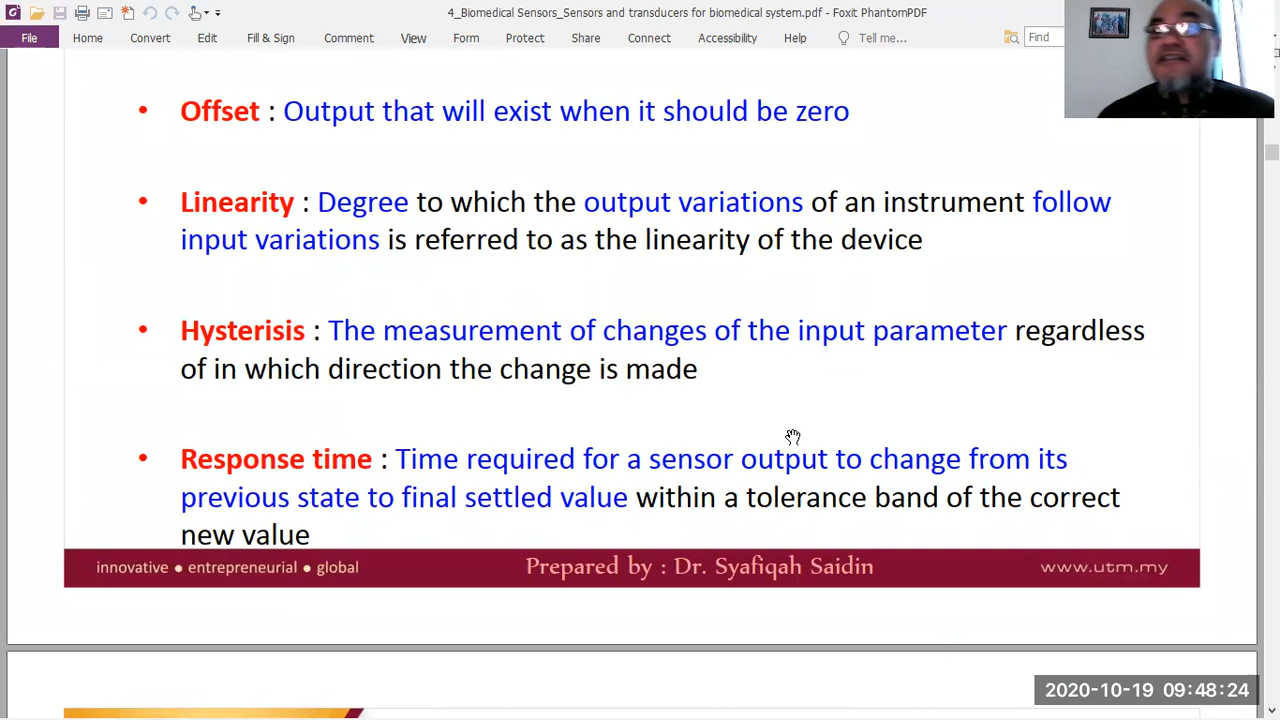 4_Biomedical Sensors_Sensors and transducers for biomedical system.pdf - Foxit PhantomPDF
File Home Convert Edit Fill & Sign Comment View Form Protect Share Connect Accessibility Help Tell me... Find
• Offset : Output that will exist when it should be zero
• Linearity : Degree to which the output variations of an instrument follow
input variations is referred to as the linearity of the device
• Hysterisis : The measurement of changes of the input parameter regardless
of in which direction the change is made
• Response time : Time required for a sensor output to change from its
previous state to final settled value within a tolerance band of the correct
new value
innovative ● entrepreneurial ● global Prepared by : Dr. Syafiqah Saidin www.utm.my
2020-10-19 09:48:24